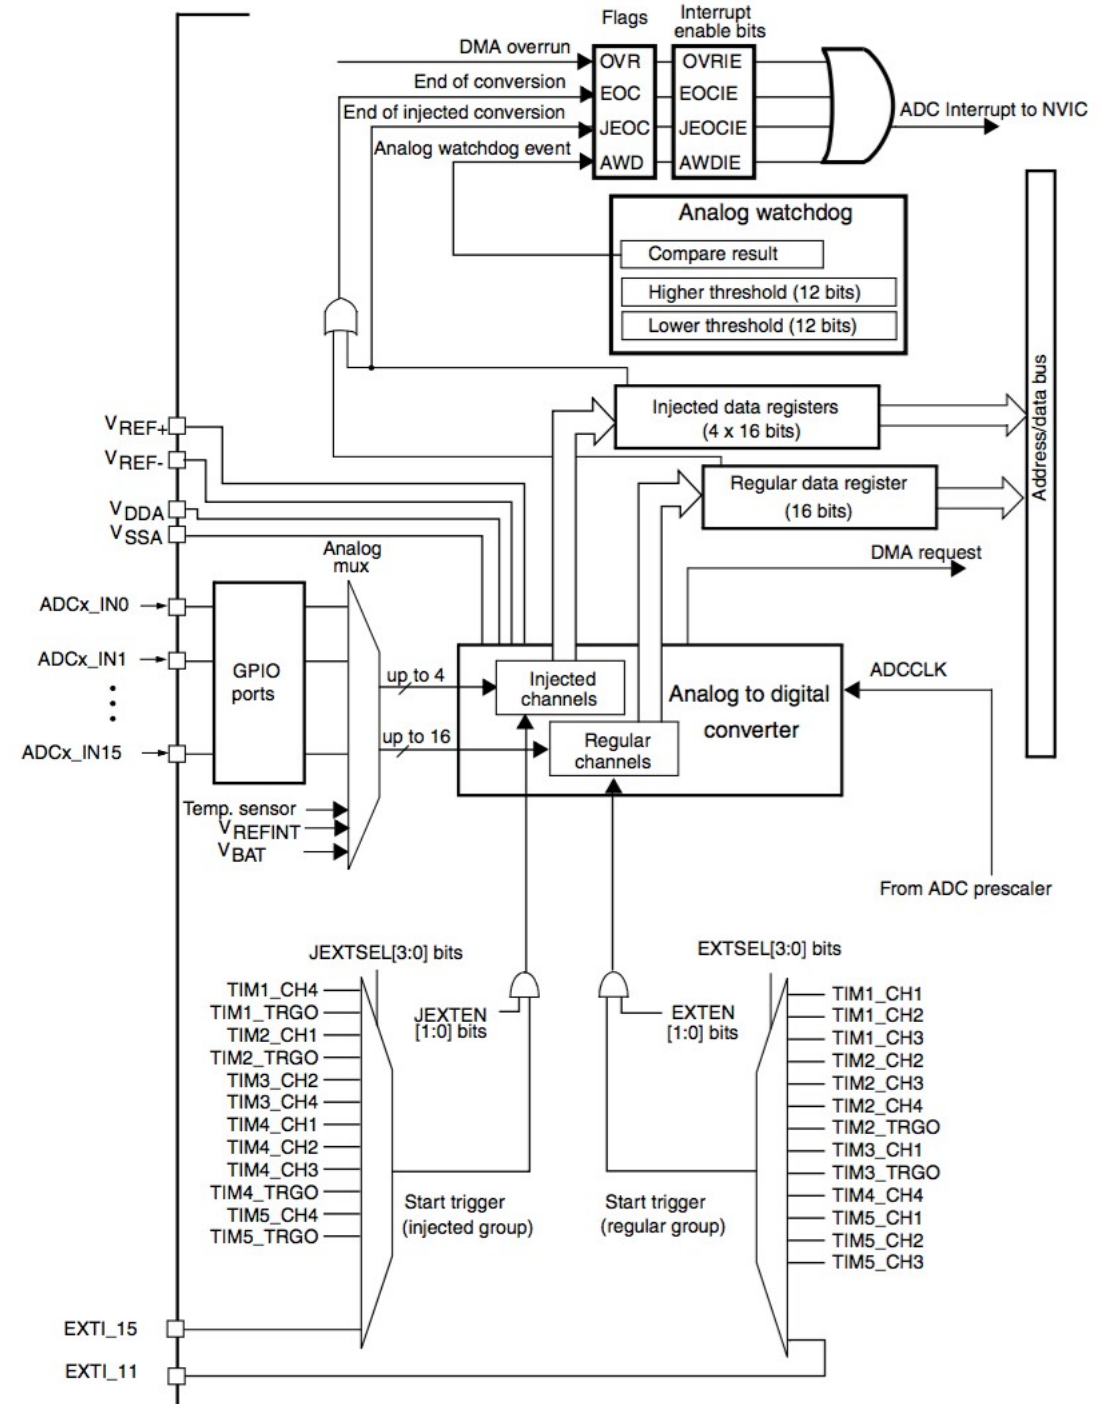 Flags
Interrupt
enable bits
DMA overrun
OVR
OVRIE
End of conversion
EOC
EOCIE
ADC Interrupt to NVIC
End of injected conversion
JEOC
JEOCIE
Analog watchdog event
AWD
AWDIE
Analog watchdog
Compare result
Higher threshold (12 bits)
Lower threshold (12 bits)
Address/data bus
Injected data registers
(4 x 16 bits)
Regular data register
(16 bits)
VREF+
VREF-
VDDA
VSSA
Analog
mux
DMA request
ADCx_IN0
ADCx_IN1
ADCx_IN15
GPIO
ports
up to 4
up to 16
Injected
channels
Regular
channels
Analog to digital
converter
ADCCLK
Temp. sensor
VREFINT
VBAT
From ADC prescaler
JEXTSEL[3:0] bits
EXTSEL[3:0] bits
TIM1_CH4
TIM1_TRGO
TIM2_CH1
TIM2_TRGO
TIM3_CH2
TIM3_CH4
TIM4_CH1
TIM4_CH2
TIM4_CH3
TIM4_TRGO
TIM5_CH4
TIM5_TRGO
JEXTEN
[1:0] bits
EXTEN
[1:0] bits
TIM1_CH1
TIM1_CH2
TIM1_CH3
TIM2_CH2
TIM2_CH3
TIM2_CH4
TIM2_TRGO
TIM3_CH1
TIM3_TRGO
TIM4_CH4
TIM5_CH1
TIM5_CH2
TIM5_CH3
Start trigger
(injected group)
Start trigger
(regular group)
EXTI_15
EXTI_11